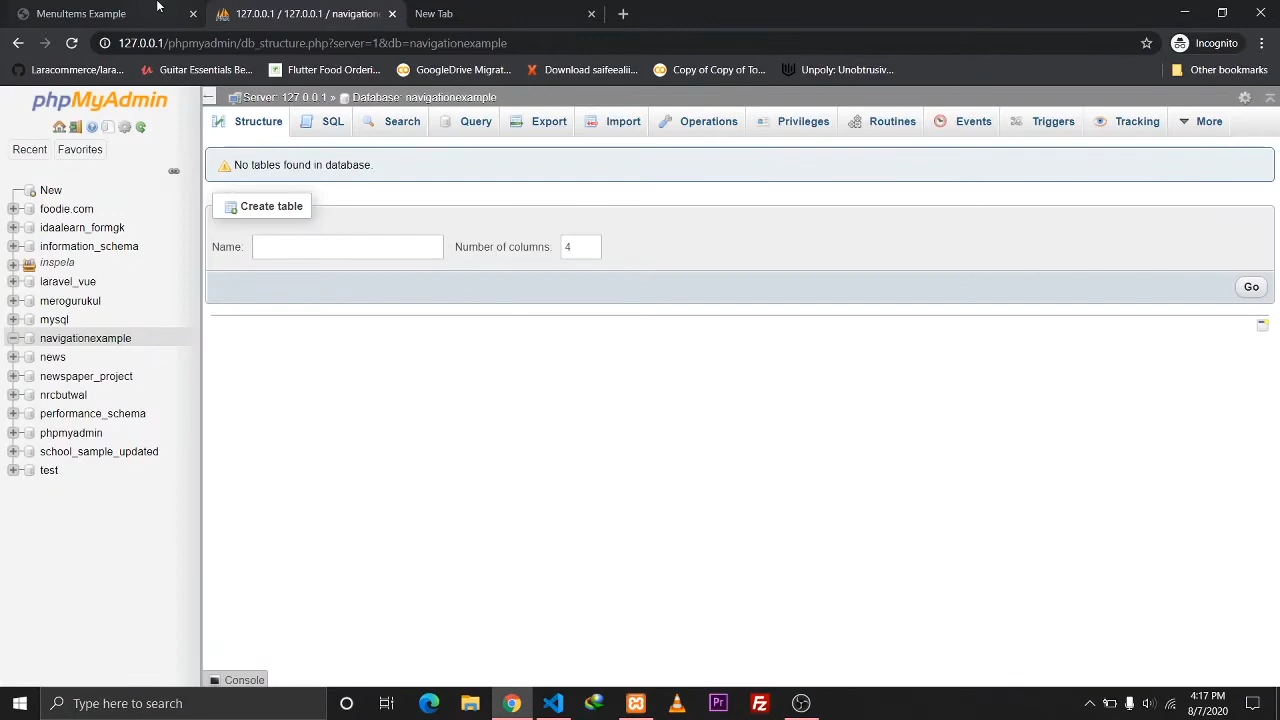 MenuItems Example
127.0.0.1 / 127.0.0.1 / navigation
New Tab
127.0.0.1/phpmyadmin/db_structure.php?server=1&db=navigationexample
Incognito
Laracommerce/lara...
Guitar Essentials Be...
Flutter Food Orderi...
GoogleDrive Migrat...
Download saifeealii...
Copy of Copy of To...
Unpoly: Unobtrusiv...
Other bookmarks
phpMyAdmin
Recent
Favorites
New
foodie.com
idaalearn_formgk
information_schema
inspela
laravel_vue
merogurukul
mysql
navigationexample
news
newspaper_project
nrcbutwal
performance_schema
phpmyadmin
school_sample_updated
test
Server: 127.0.0.1 » Database: navigationexample
Structure
SQL
Search
Query
Export
Import
Operations
Privileges
Routines
Events
Triggers
Tracking
More
No tables found in database.
Create table
Name:
Number of columns: 4
Go
Console
Type here to search
Pr
4:17 PM
8/7/2020